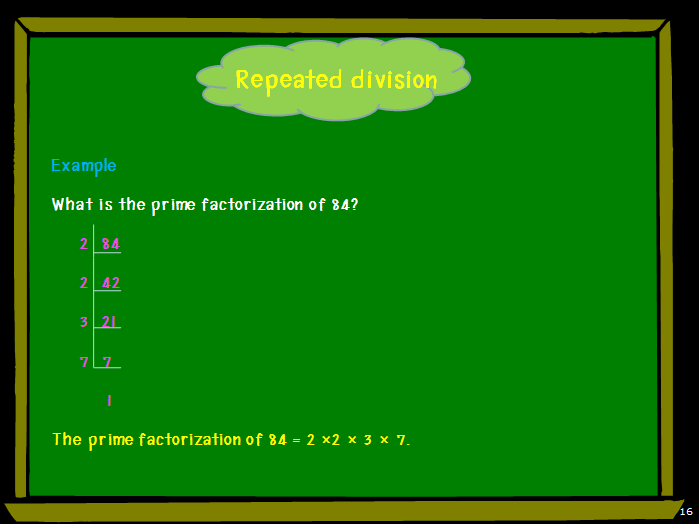 Repeated division
Example
What is the prime factorization of 84?
2 84
2 42
3 21
7 7
1
The prime factorization of 84 = 2 ×2 × 3 × 7.
16